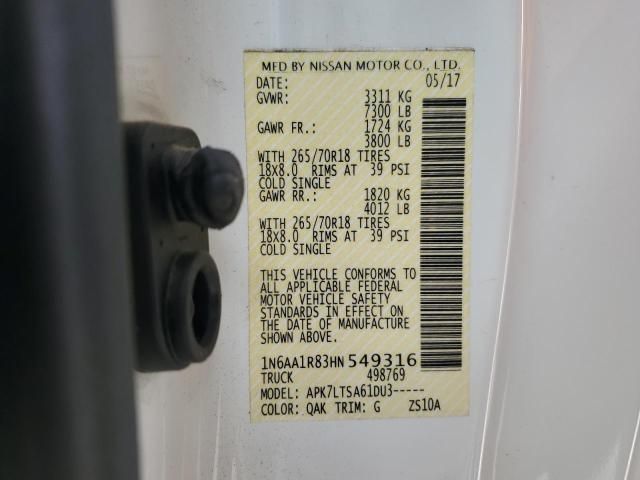 MFD BY NISSAN MOTOR CO., LTD.
DATE: 05/17
GVWR: 3311 KG
7300 LB
GAWR FR.: 1724 KG
3800 LB
WITH 265/70R18 TIRES
18X8.0 RIMS AT 39 PSI
COLD SINGLE
GAWR RR.: 1820 KG
4012 LB
WITH 265/70R18 TIRES
18X8.0 RIMS AT 39 PSI
COLD SINGLE
THIS VEHICLE CONFORMS TO
ALL APPLICABLE FEDERAL
MOTOR VEHICLE SAFETY
STANDARDS IN EFFECT ON
THE DATE OF MANUFACTURE
SHOWN ABOVE.
1N6AA1R83HN549316
TRUCK 498769
MODEL: APK7LTSA61DU3-----
COLOR: QAK TRIM: G ZS10A